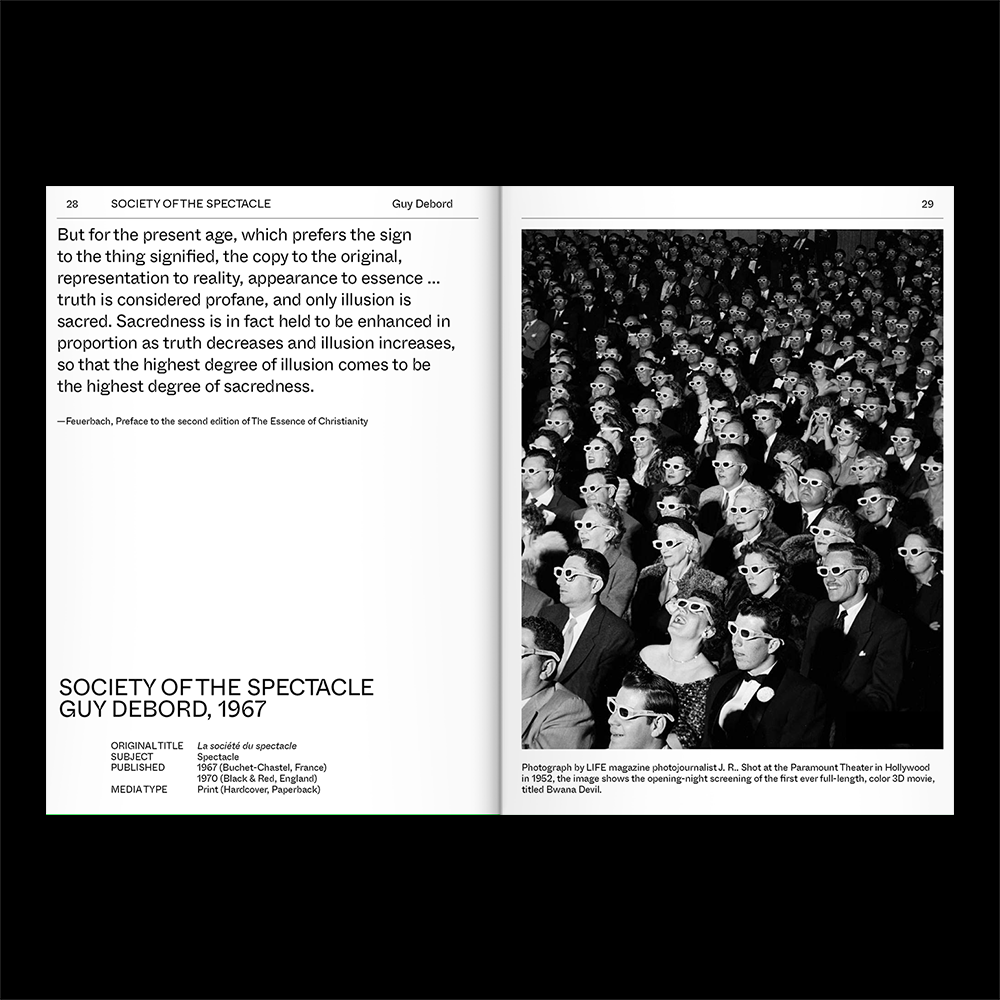 28 SOCIETY OF THE SPECTACLE Guy Debord
But for the present age, which prefers the sign
to the thing signified, the copy to the original,
representation to reality, appearance to essence ...
truth is considered profane, and only illusion is
sacred. Sacredness is in fact held to be enhanced in
proportion as truth decreases and illusion increases,
so that the highest degree of illusion comes to be
the highest degree of sacredness.
—Feuerbach, Preface to the second edition of The Essence of Christianity
SOCIETY OF THE SPECTACLE
GUY DEBORD, 1967
ORIGINAL TITLE La société du spectacle
SUBJECT Spectacle
PUBLISHED 1967 (Buchet-Chastel, France)
1970 (Black & Red, England)
MEDIA TYPE Print (Hardcover, Paperback)
29
Photograph by LIFE magazine photojournalist J. R.. Shot at the Paramount Theater in Hollywood
in 1952, the image shows the opening-night screening of the first ever full-length, color 3D movie,
titled Bwana Devil.